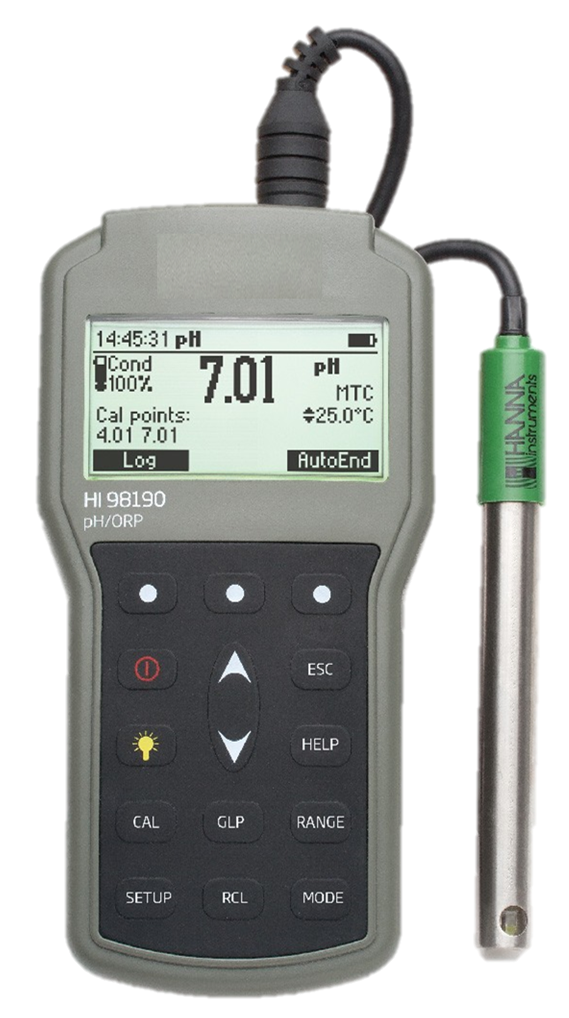 14:45:31 pH
Cond 7.01 pH
100% MTC
Cal points: 25.0°C
4.01 7.01
Log AutoEnd
HI 98190
pH/ORP
HANNA
instruments
ESC
HELP
CAL GLP RANGE
SETUP RCL MODE